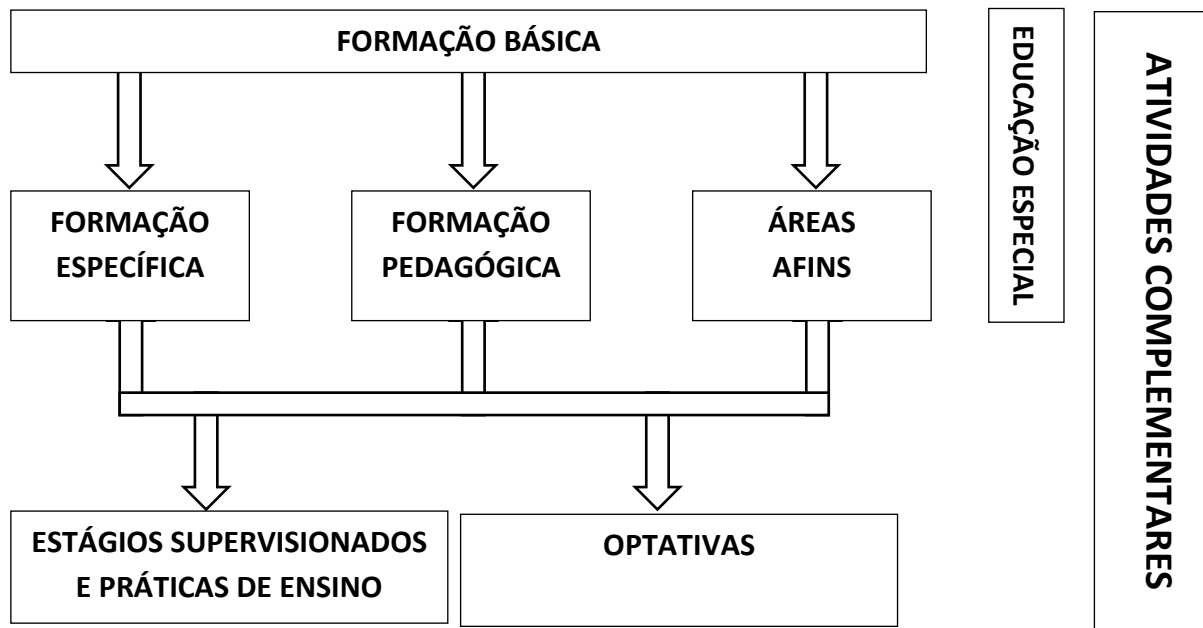 FORMAÇÃO BÁSICA
FORMAÇÃO
ESPECÍFICA
FORMAÇÃO
PEDAGÓGICA
ÁREAS
AFINS
ESTÁGIOS SUPERVISIONADOS
E PRÁTICAS DE ENSINO
OPTATIVAS
EDUCAÇÃO ESPECIAL
ATIVIDADES COMPLEMENTARES